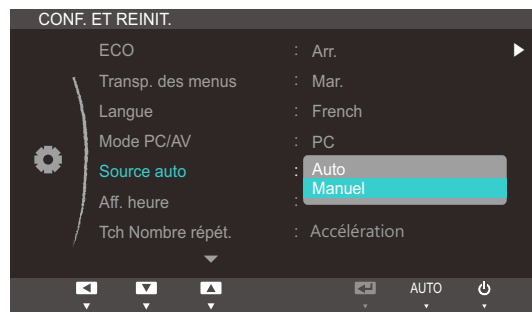 CONF. ET REINIT.
ECO : Arr.
Transp. des menus : Mar.
Langue : French
Mode PC/AV : PC
Source auto : Auto
Manuel
Aff. heure :
Tch Nombre répét. : Accélération
AUTO